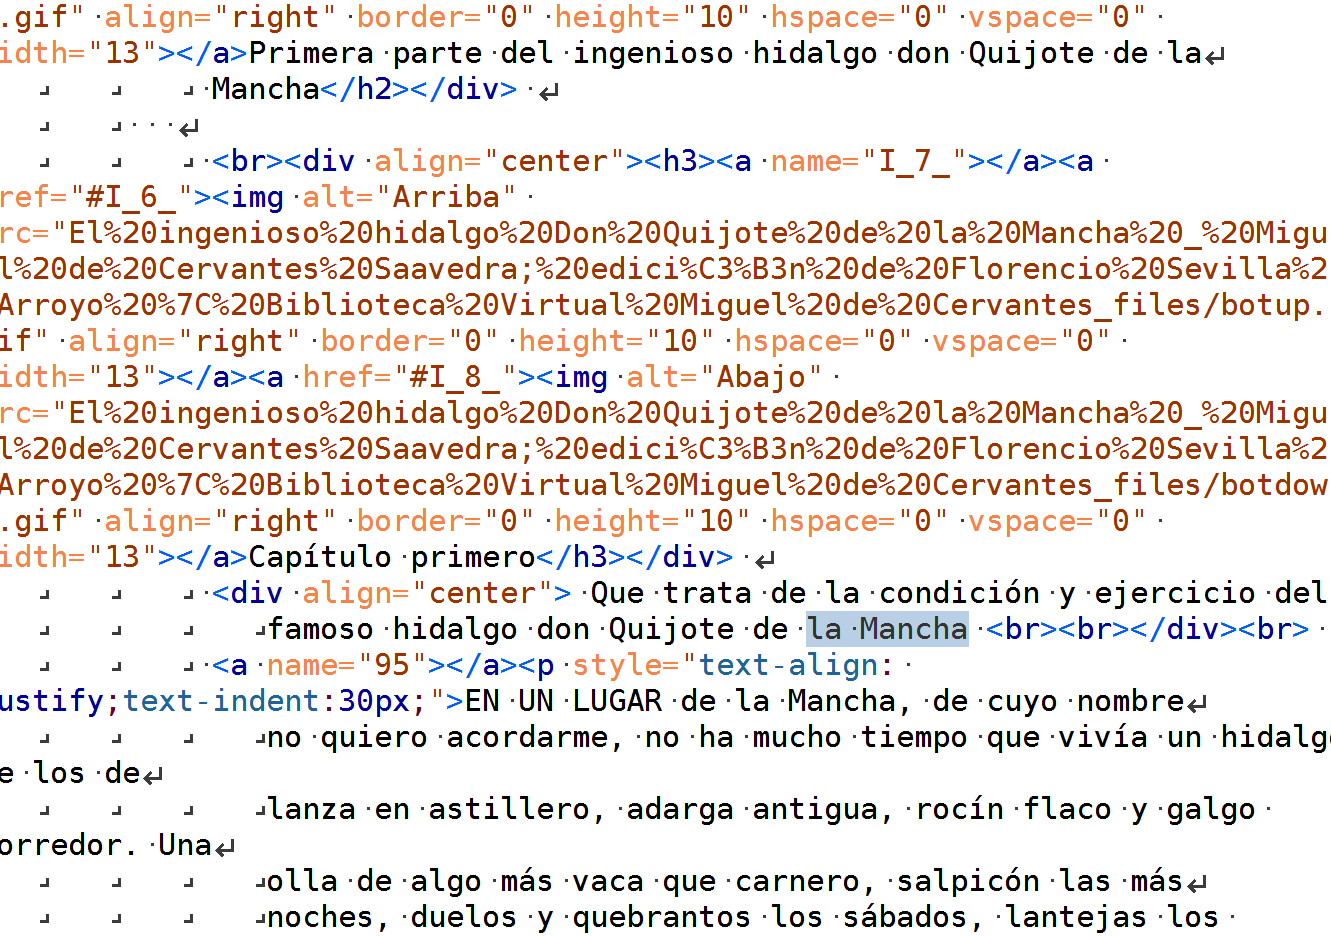 .gif" align="right" border="0" height="10" hspace="0" vspace="0"
idth="13"></a>Primera parte del ingenioso hidalgo don Quijote de la
Mancha</h2></div>
<br><div align="center"><h3><a name="I_7_"></a><a
ref="#I_6_"><img alt="Arriba"
rc="El%20ingenioso%20hidalgo%20Don%20Quijote%20de%20la%20Mancha%20_%20Migu
l%20de%20Cervantes%20Saavedra;%20edici%C3%B3n%20de%20Florencio%20Sevilla%2
Arroyo%20%7C%20Biblioteca%20Virtual%20Miguel%20de%20Cervantes_files/botup.
if" align="right" border="0" height="10" hspace="0" vspace="0"
idth="13"></a><a href="#I_8_"><img alt="Abajo"
rc="El%20ingenioso%20hidalgo%20Don%20Quijote%20de%20la%20Mancha%20_%20Migu
l%20de%20Cervantes%20Saavedra;%20edici%C3%B3n%20de%20Florencio%20Sevilla%2
Arroyo%20%7C%20Biblioteca%20Virtual%20Miguel%20de%20Cervantes_files/botdow
.gif" align="right" border="0" height="10" hspace="0" vspace="0"
idth="13"></a>Capítulo primero</h3></div>
<div align="center"> Que trata de la condición y ejercicio del
famoso hidalgo don Quijote de la Mancha <br><br></div><br>
<a name="95"></a><p style="text-align:
ustify;text-indent:30px;">EN UN LUGAR de la Mancha, de cuyo nombre
no quiero acordarme, no ha mucho tiempo que vivía un hidalgo
e los de
lanza en astillero, adarga antigua, rocín flaco y galgo
orredor. Una
olla de algo más vaca que carnero, salpicón las más
noches, duelos y quebrantos los sábados, lantejas los